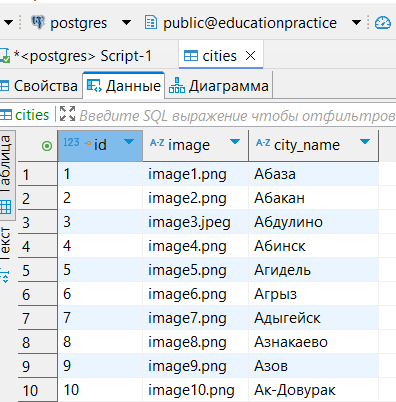 postgres public@educationpractice
*<postgres> Script-1 cities
Свойства Данные Диаграмма
cities Введите SQL выражение чтобы отфильтров
Таблица
Текст
123 id A-Z image A-Z city_name
1 1 image1.png Абаза
2 2 image2.png Абакан
3 3 image3.jpeg Абдулино
4 4 image4.png Абинск
5 5 image5.png Агидель
6 6 image6.png Агрыз
7 7 image7.png Адыгейск
8 8 image8.png Азнакаево
9 9 image9.png Азов
10 10 image10.png Ак-Довурак